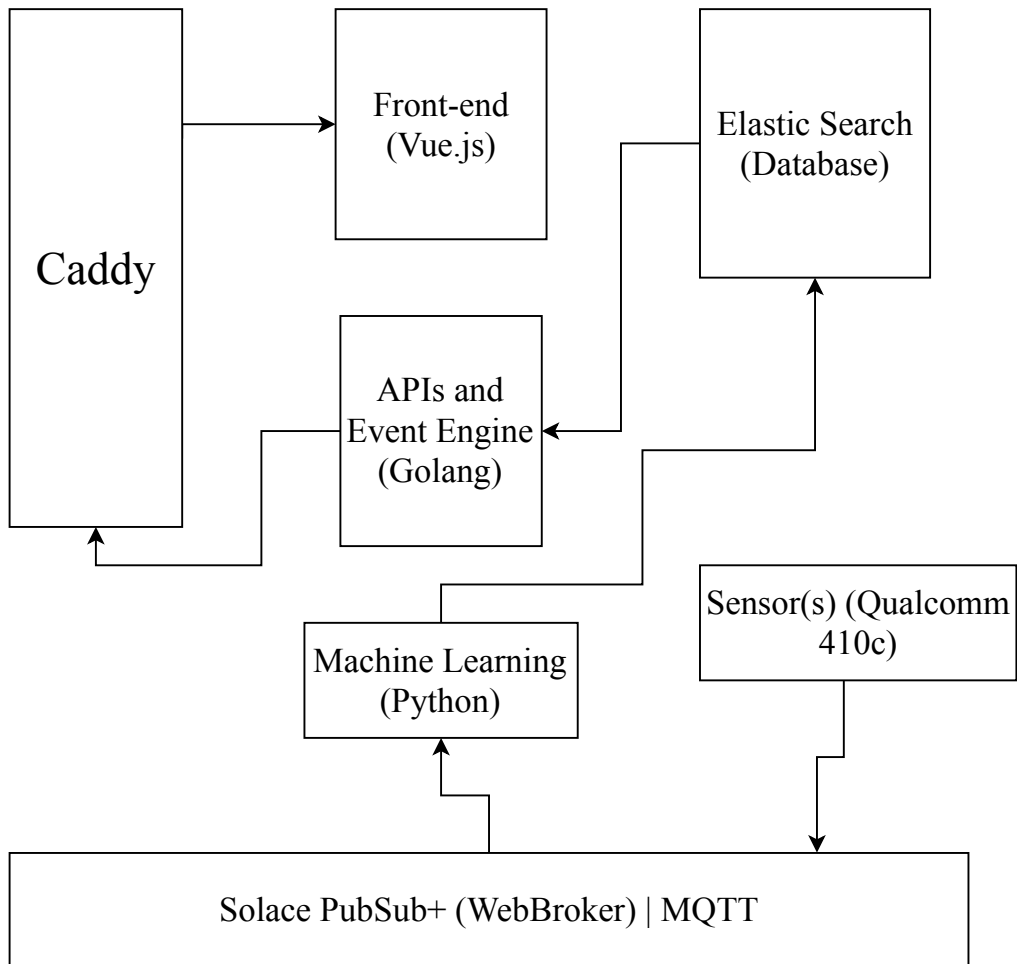 Front-end
(Vue.js)
Elastic Search
(Database)
Caddy
APIs and
Event Engine
(Golang)
Sensor(s) (Qualcomm
410c)
Machine Learning
(Python)
Solace PubSub+ (WebBroker) | MQTT